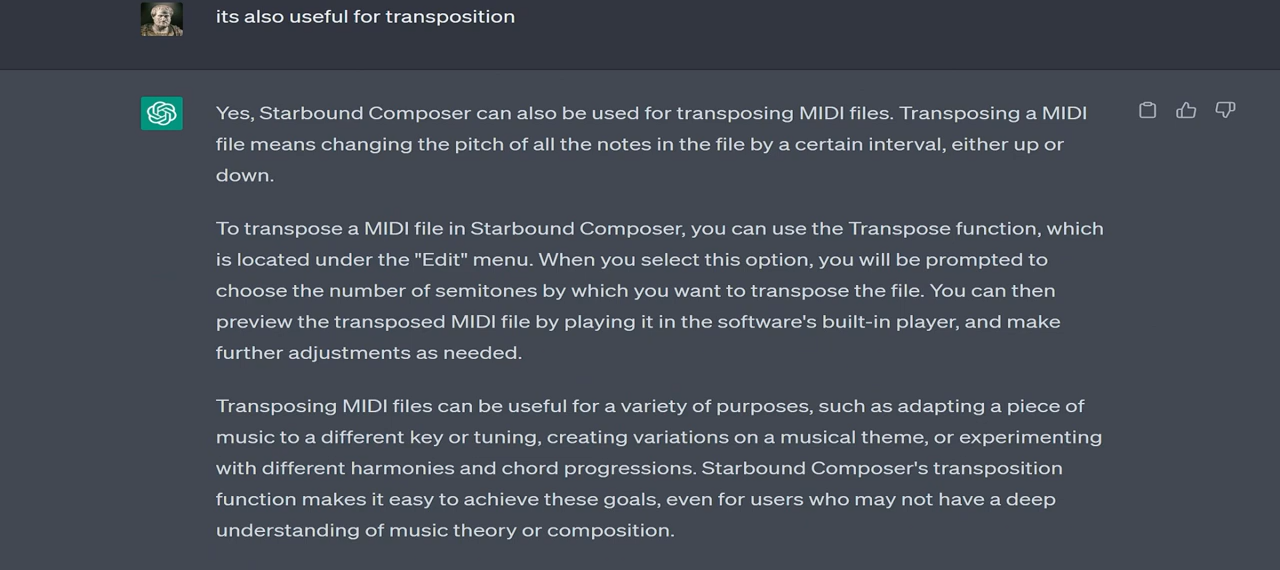 its also useful for transposition
Yes, Starbound Composer can also be used for transposing MIDI files. Transposing a MIDI
file means changing the pitch of all the notes in the file by a certain interval, either up or
down.
To transpose a MIDI file in Starbound Composer, you can use the Transpose function, which
is located under the "Edit" menu. When you select this option, you will be prompted to
choose the number of semitones by which you want to transpose the file. You can then
preview the transposed MIDI file by playing it in the software's built-in player, and make
further adjustments as needed.
Transposing MIDI files can be useful for a variety of purposes, such as adapting a piece of
music to a different key or tuning, creating variations on a musical theme, or experimenting
with different harmonies and chord progressions. Starbound Composer's transposition
function makes it easy to achieve these goals, even for users who may not have a deep
understanding of music theory or composition.